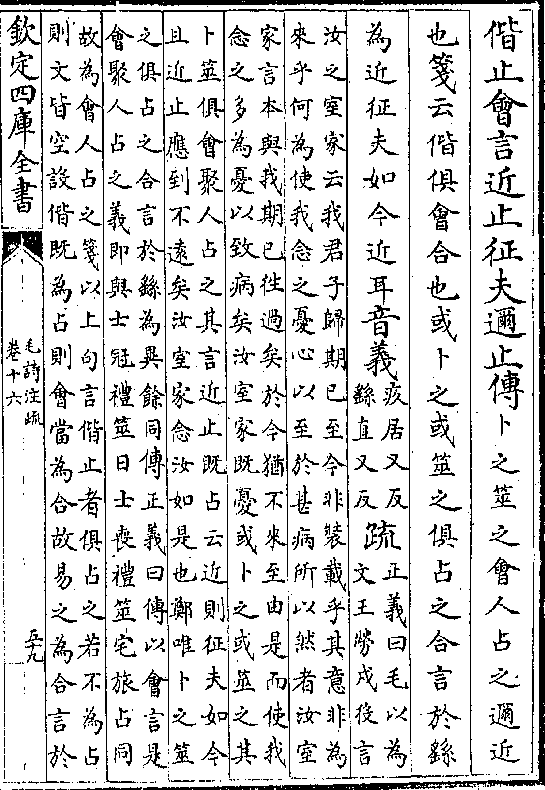 偕止會言近止征夫邇止傳卜之筮之會人占之邇近
也箋云偕俱會合也或卜之或筮之俱占之合言於繇
為近征夫如今近耳音義
疚居又反
繇直又反
疏
正義曰毛以為
文王勞戍役言
汝之室家云我君子歸期已至今非裝載乎其意非為
來乎何為使我念之憂心以至於甚病所以然者汝室
家言本與我期已往過矣於今猶不來至由是而使我
念之多為憂以致病矣汝室家既憂或卜之或筮之其
卜筮俱會聚人占之其言近止既占云近則征夫如今
且近止應到不遠矣汝室家念汝如是也鄭唯卜之筮
之俱占之合言於繇為異餘同傳正義曰傳以會言是
會聚人占之義即與士冠禮筮日士喪禮筮宅旅占同
故為會人占之箋以上句言偕止者俱占之若不為占
則文皆空設偕既為占則會當為合故易之為合言於
欽定四庫全書
毛詩注疏
卷十六
五十九